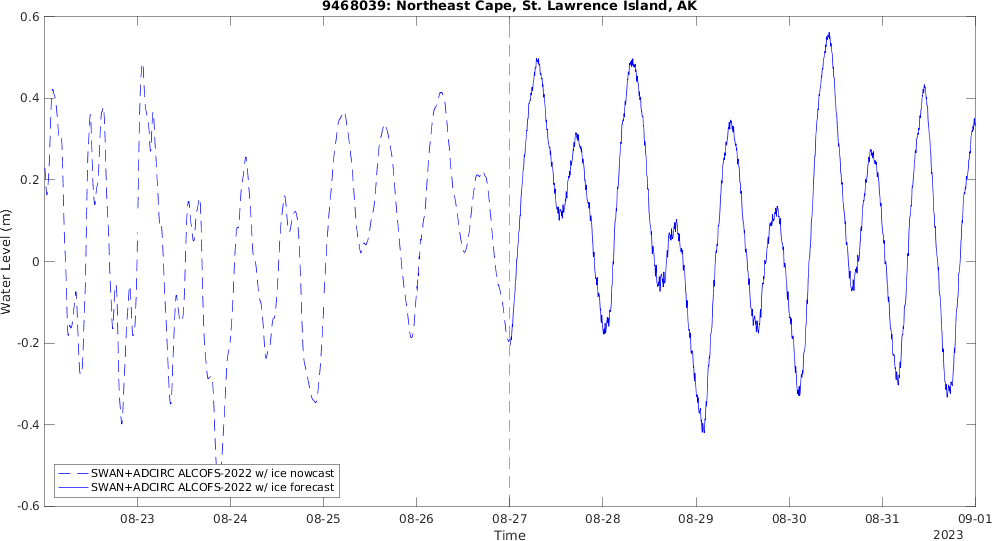 9468039: Northeast Cape, St. Lawrence Island, AK
0.6
0.4
0.2
0
-0.2
-0.4
-0.6
Water Level (m)
SWAN+ADCIRC ALCOFS-2022 w/ ice nowcast
SWAN+ADCIRC ALCOFS-2022 w/ ice forecast
08-23 08-24 08-25 08-26 08-27 08-28 08-29 08-30 08-31 09-01
Time
2023